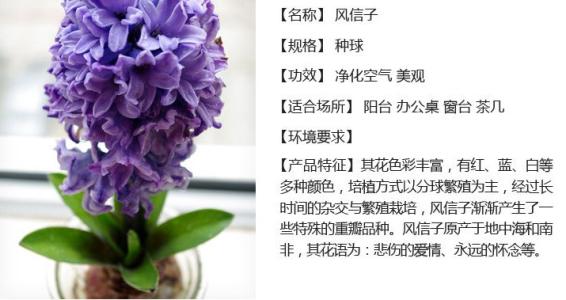 【名称】 风信子
【规格】 种球
【功效】 净化空气 美观
【适合场所】 阳台 办公桌 窗台 茶几
【环境要求】
【产品特征】其花色彩丰富，有红、蓝、白等
多种颜色，培植方式以分球繁殖为主，经过长
时间的杂交与繁殖栽培，风信子渐渐产生了一
些特殊的重瓣品种。风信子原产于地中海和南
非，其花语为：悲伤的爱情、永远的怀念等。